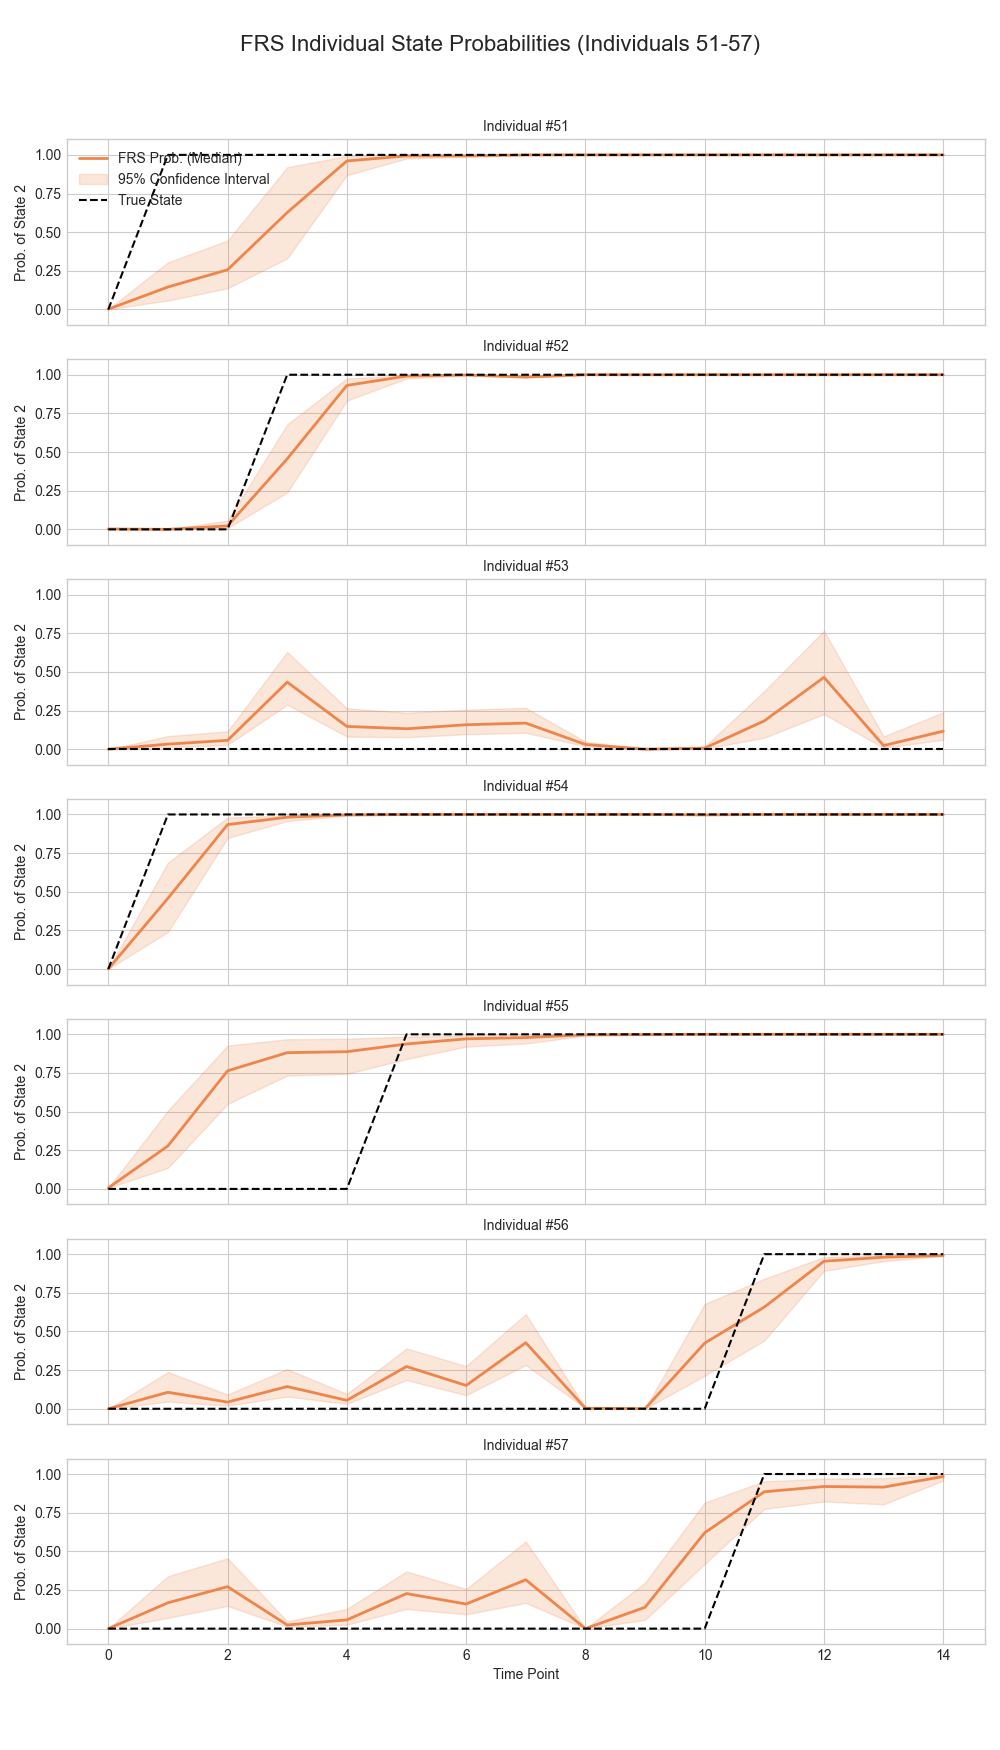 FRS Individual State Probabilities (Individuals 51-57)
Individual #51
FRS Prob. (Median)
95% Confidence Interval
True State
Prob. of State 2
1.00
0.75
0.50
0.25
0.00
Individual #52
Prob. of State 2
1.00
0.75
0.50
0.25
0.00
Individual #53
Prob. of State 2
1.00
0.75
0.50
0.25
0.00
Individual #54
Prob. of State 2
1.00
0.75
0.50
0.25
0.00
Individual #55
Prob. of State 2
1.00
0.75
0.50
0.25
0.00
Individual #56
Prob. of State 2
1.00
0.75
0.50
0.25
0.00
Individual #57
Prob. of State 2
1.00
0.75
0.50
0.25
0.00
0 2 4 6 8 10 12 14
Time Point